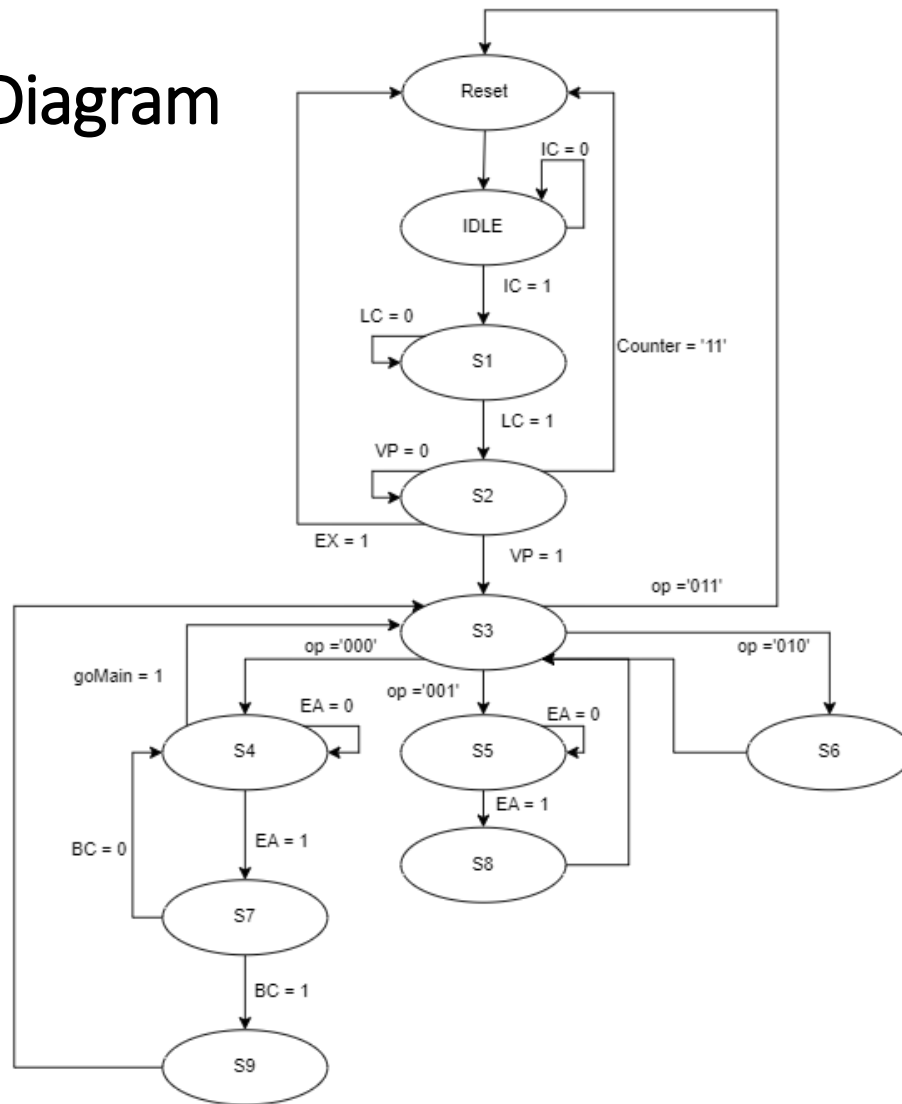 Diagram
Reset
IC = 0
IDLE
IC = 1
LC = 0
S1
Counter = '11'
LC = 1
VP = 0
S2
EX = 1
VP = 1
op ='011'
S3
op ='000'
op ='010'
goMain = 1
op ='001'
EA = 0
EA = 0
S4
S5
S6
EA = 1
BC = 0
EA = 1
S8
S7
BC = 1
S9